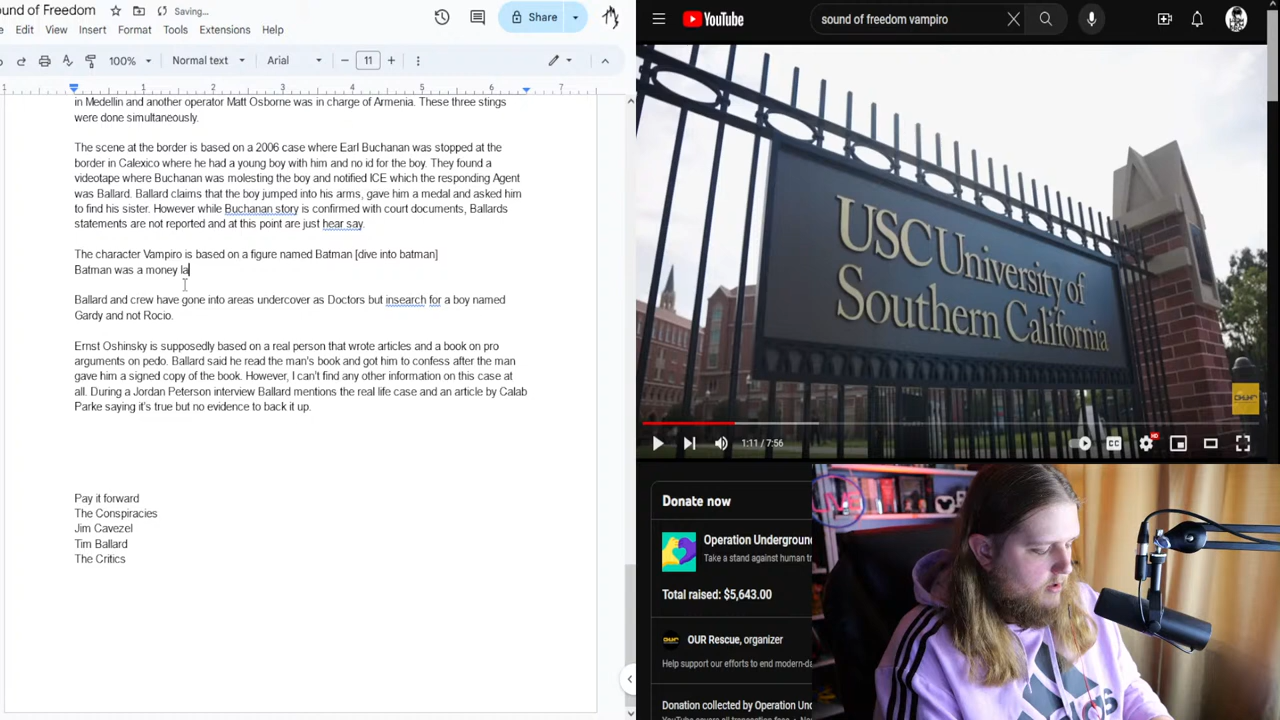 ound of Freedom
Saving...
Edit View Insert Format Tools Extensions Help
Share
100% Normal text Arial 11
1 2 3 4 5 6 7
in Medellin and another operator Matt Osborne was in charge of Armenia. These three stings
were done simultaneously.
The scene at the border is based on a 2006 case where Earl Buchanan was stopped at the
border in Calexico where he had a young boy with him and no id for the boy. They found a
videotape where Buchanan was molesting the boy and notified ICE which the responding Agent
was Ballard. Ballard claims that the boy jumped into his arms, gave him a medal and asked him
to find his sister. However while Buchanan story is confirmed with court documents, Ballards
statements are not reported and at this point are just hear say.
The character Vampiro is based on a figure named Batman [dive into batman]
Batman was a money la
Ballard and crew have gone into areas undercover as Doctors but insearch for a boy named
Gardy and not Rocio.
Ernst Oshinsky is supposedly based on a real person that wrote articles and a book on pro
arguments on pedo. Ballard said he read the man's book and got him to confess after the man
gave him a signed copy of the book. However, I can't find any other information on this case at
all. During a Jordan Peterson interview Ballard mentions the real life case and an article by Calab
Parke saying it's true but no evidence to back it up.
Pay it forward
The Conspiracies
Jim Cavezel
Tim Ballard
The Critics
YouTube
sound of freedom vampiro
USC University of
Southern California
OUR
1:11 / 7:56
CC
HD
Donate now
Operation Undergroun
Take a stand against human tr
Total raised: $5,643.00
OUR Rescue, organizer
Help support our efforts to end modern-da
Donation collected by Operation Un
LIVE